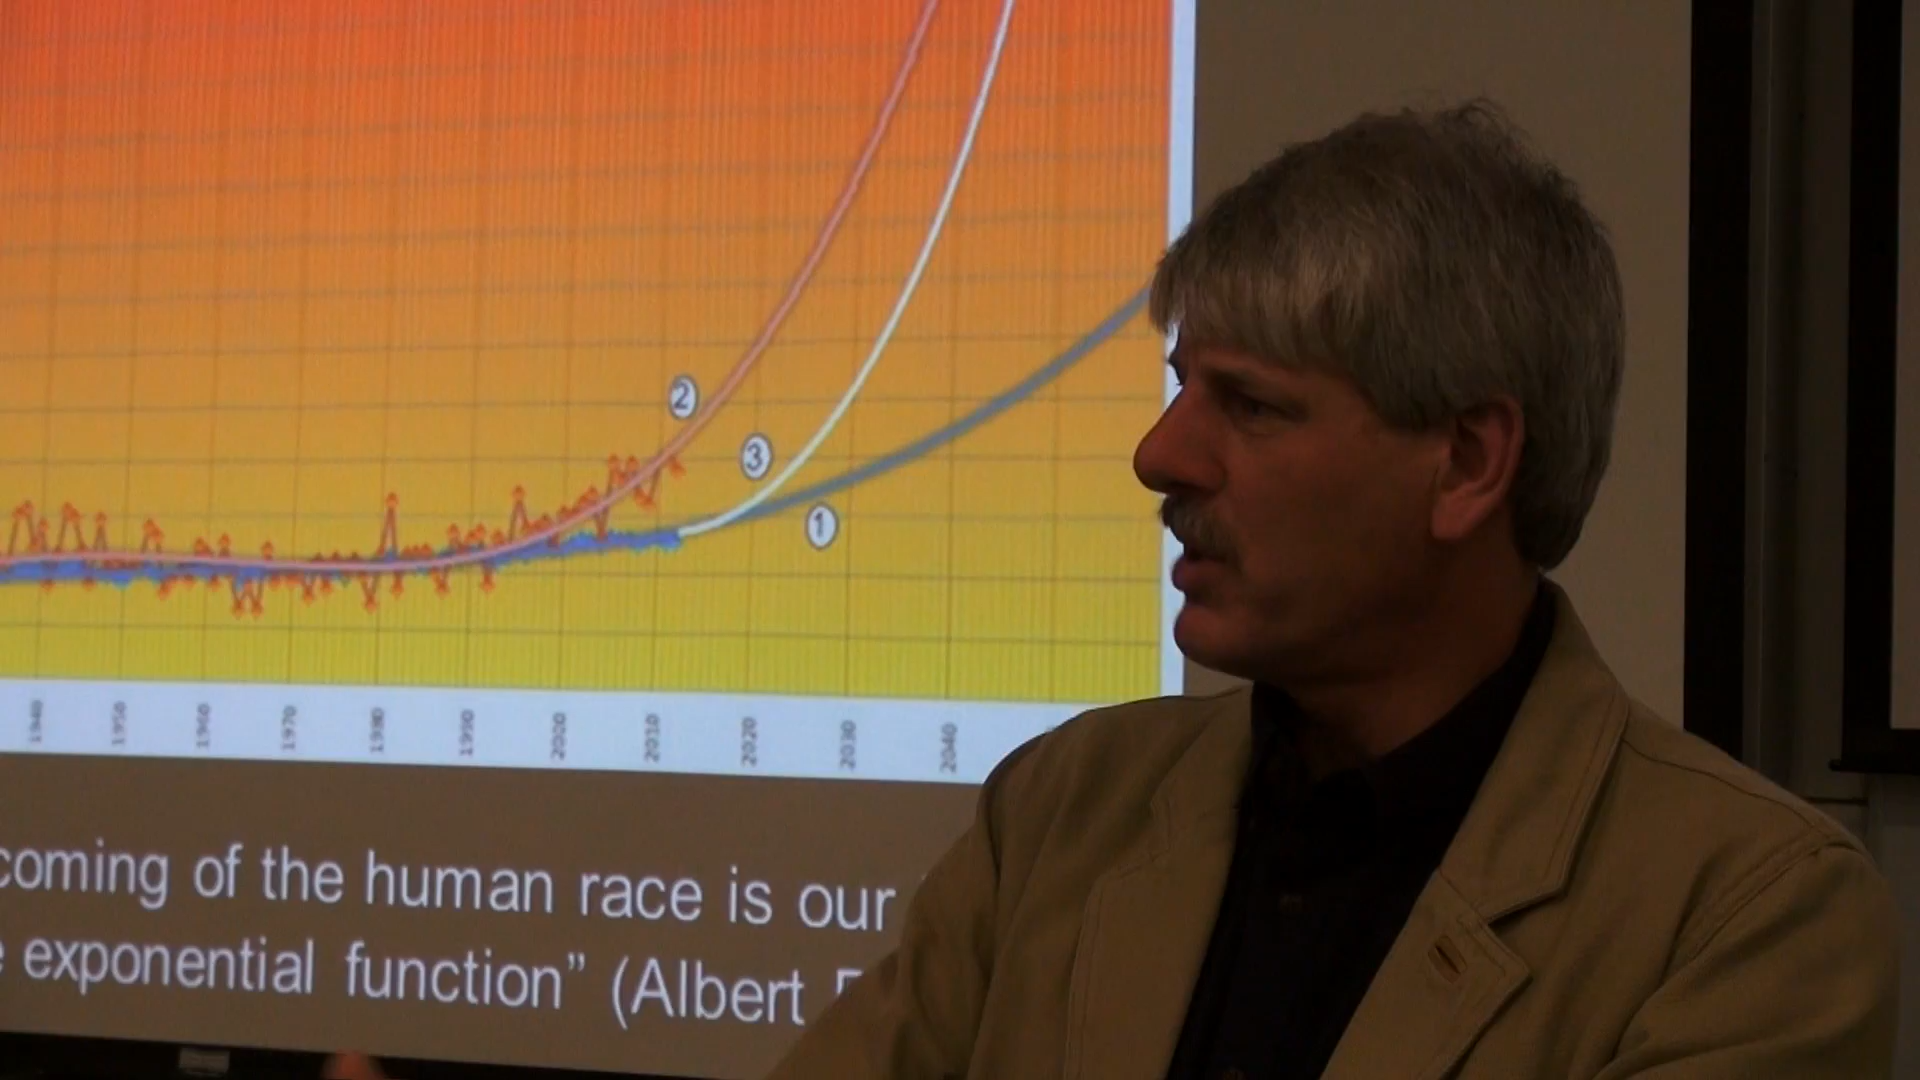 2
3
1
1940 1950 1960 1970 1980 1990 2000 2010 2020 2030 2040
coming of the human race is our
exponential function” (Albert